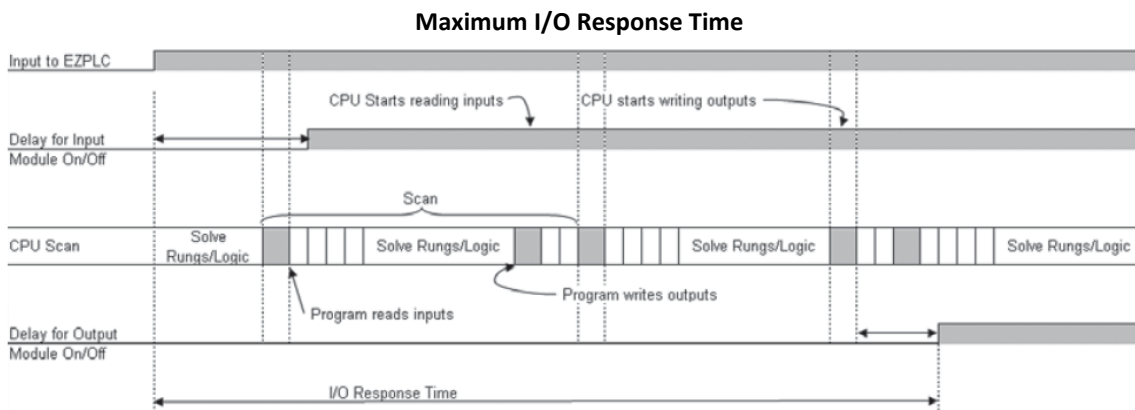 Maximum I/O Response Time
Input to EZPLC
CPU Starts reading inputs
CPU starts writing outputs
Delay for Input
Module On/Off
Scan
CPU Scan
Solve
Rungs/Logic
Solve Rungs/Logic
Solve Rungs/Logic
Solve Rungs/Logic
Program writes outputs
Program reads inputs
Delay for Output
Module On/Off
I/O Response Time